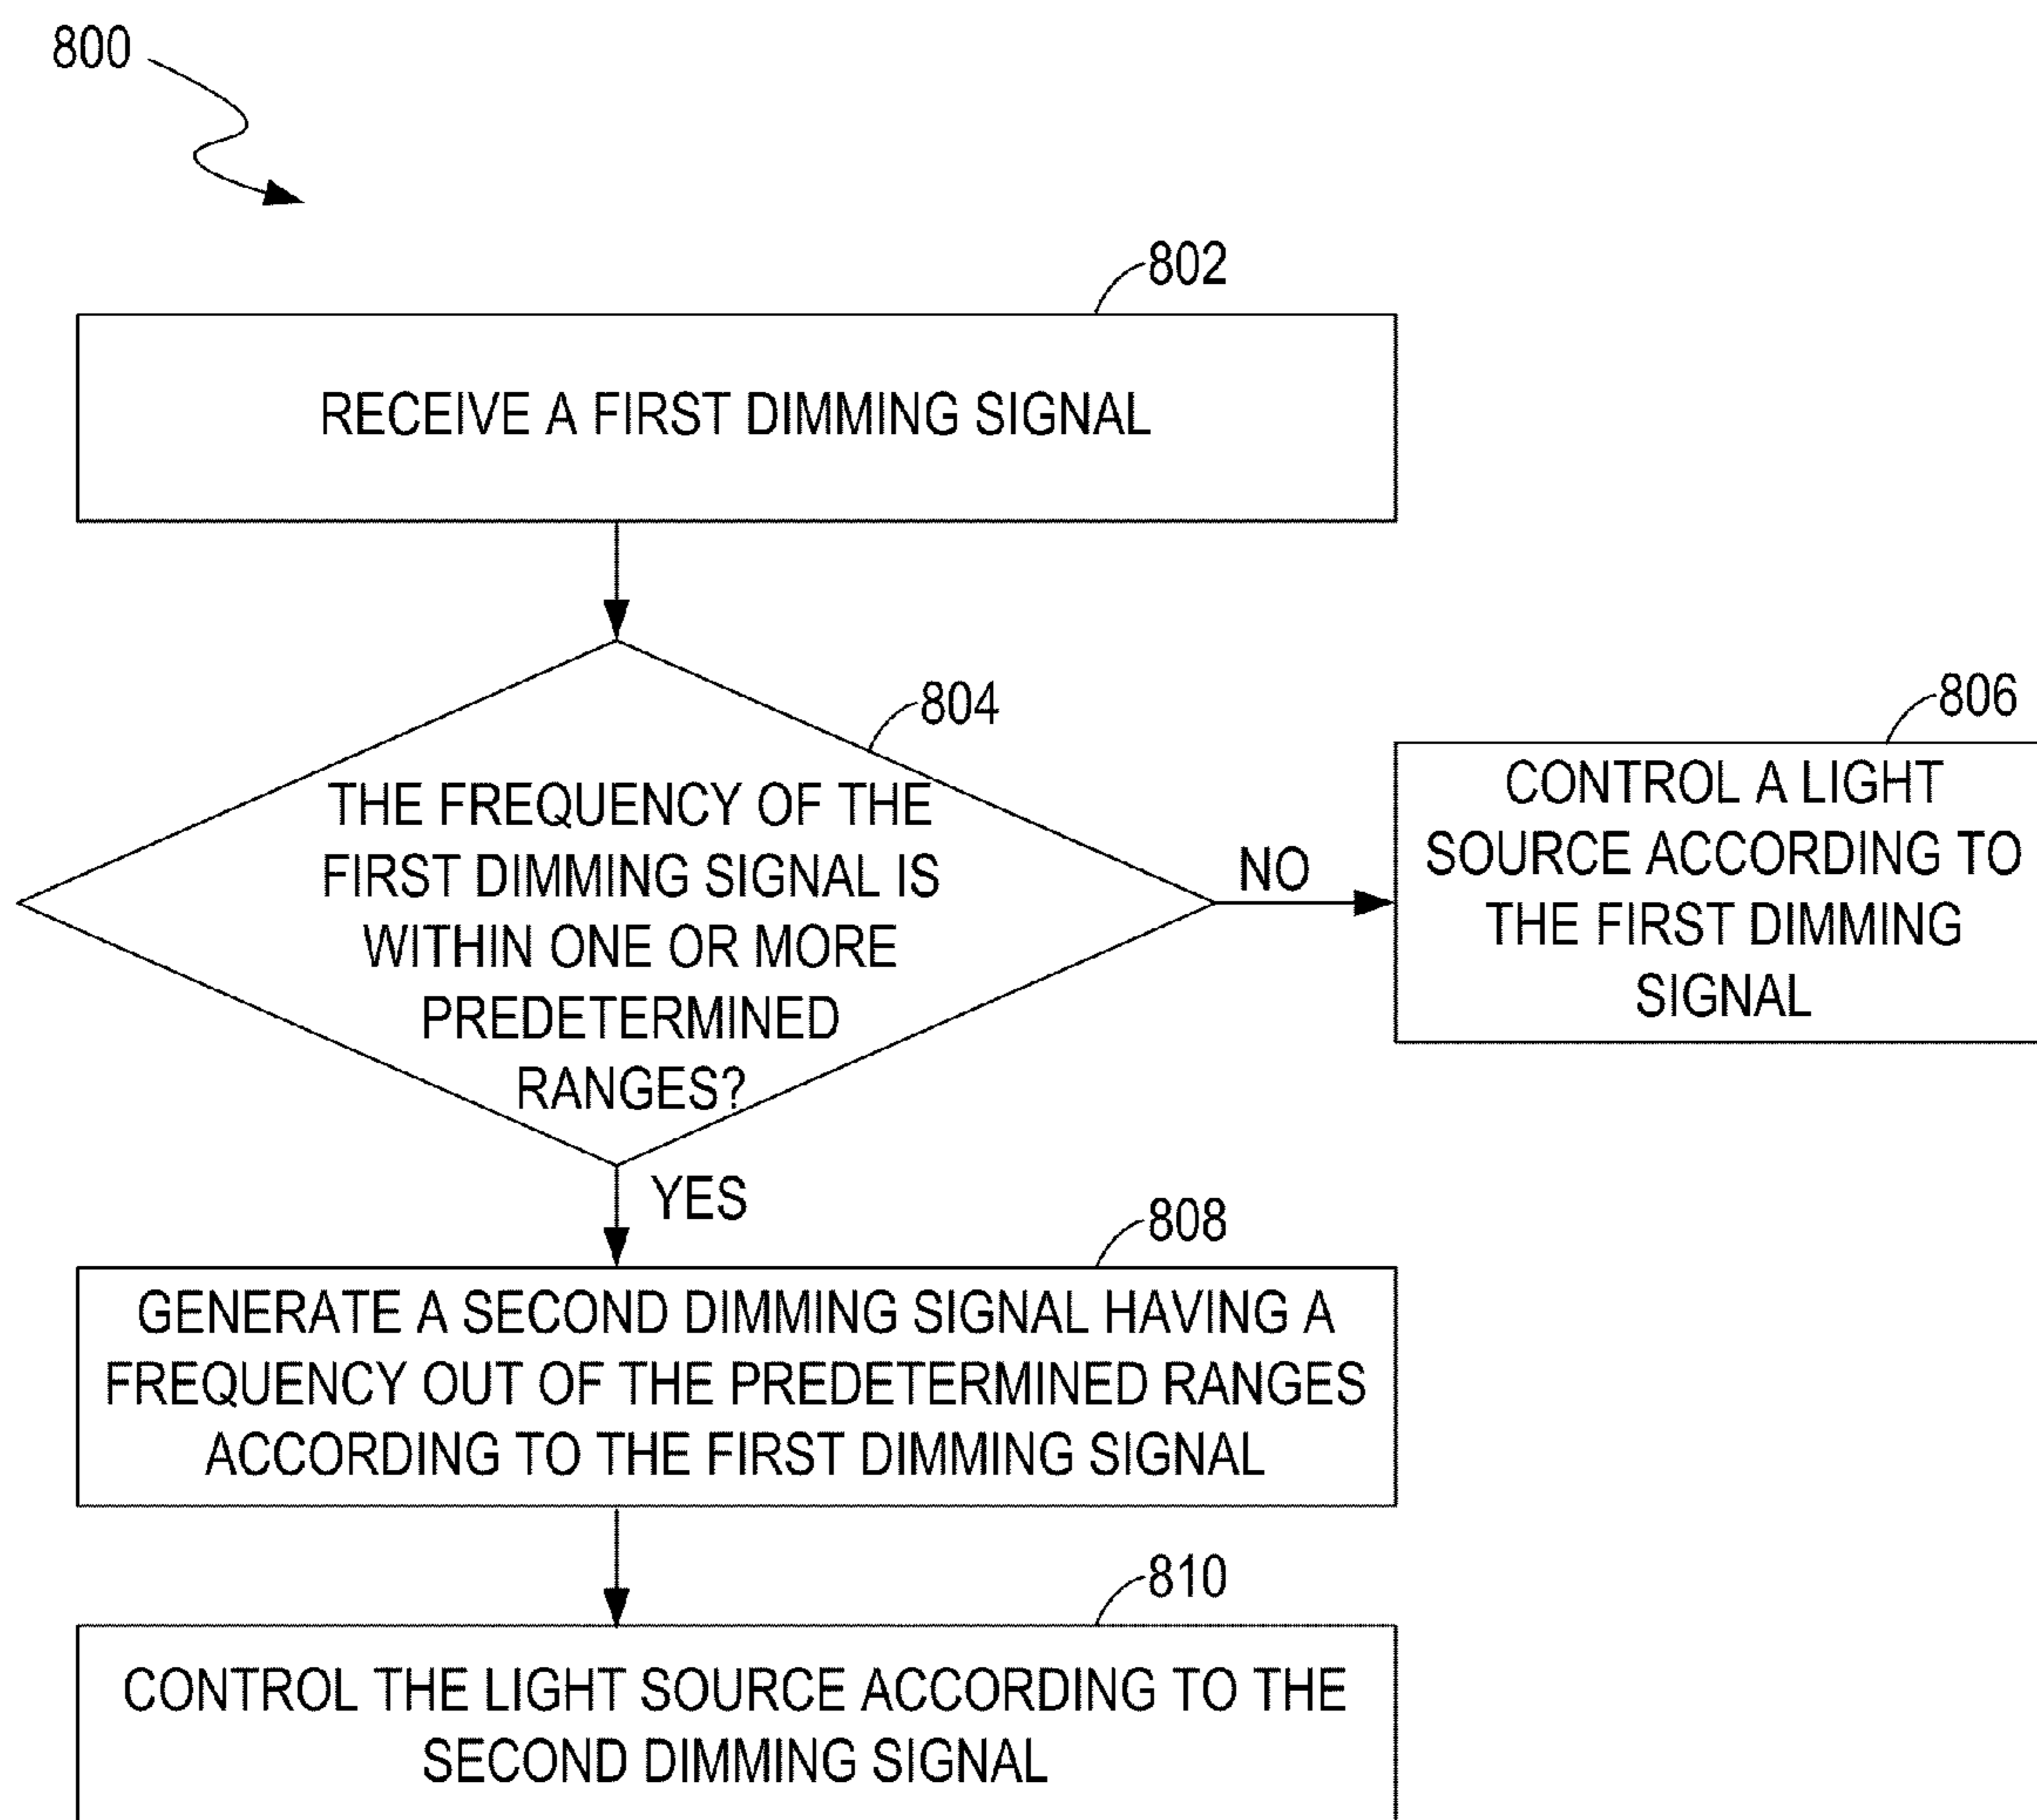 800
802
RECEIVE A FIRST DIMMING SIGNAL
804
THE FREQUENCY OF THE
FIRST DIMMING SIGNAL IS
WITHIN ONE OR MORE
PREDETERMINED
RANGES?
NO
806
CONTROL A LIGHT
SOURCE ACCORDING TO
THE FIRST DIMMING
SIGNAL
YES
808
GENERATE A SECOND DIMMING SIGNAL HAVING A
FREQUENCY OUT OF THE PREDETERMINED RANGES
ACCORDING TO THE FIRST DIMMING SIGNAL
810
CONTROL THE LIGHT SOURCE ACCORDING TO THE
SECOND DIMMING SIGNAL